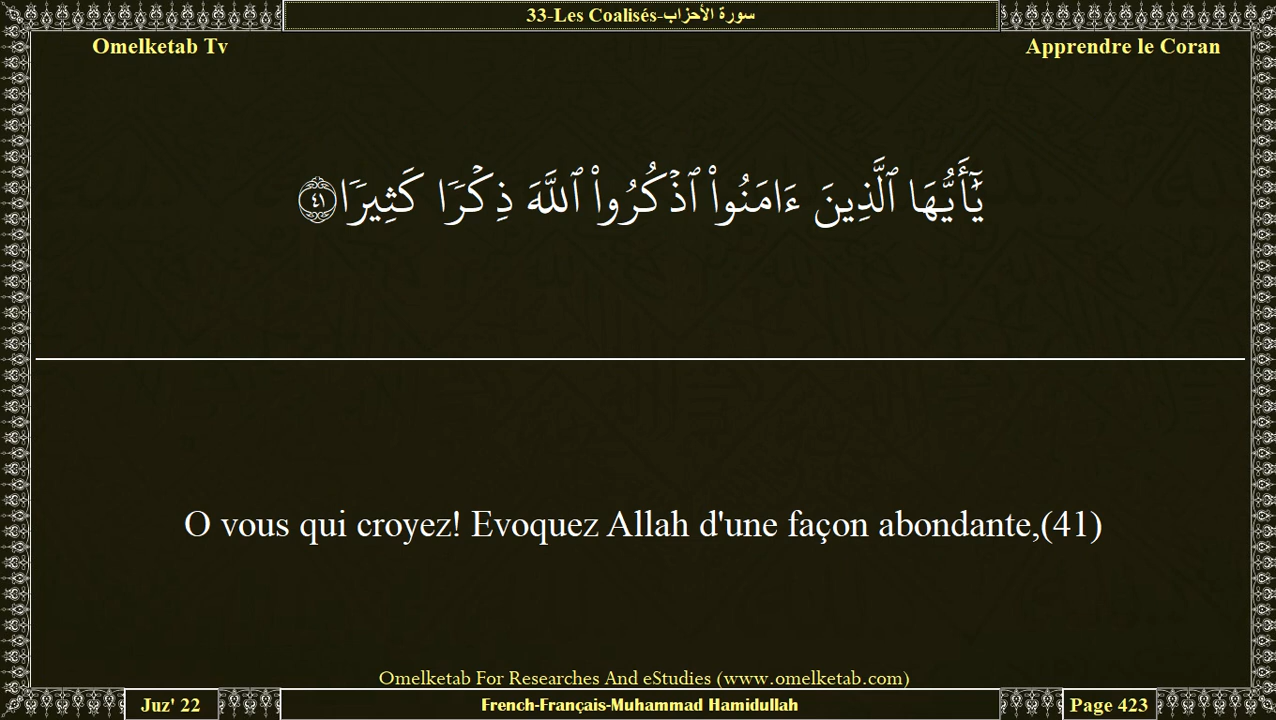 33-Les Coalisés-سورة الأحزاب
Omelketab Tv
Apprendre le Coran
يَٰٓأَيُّهَا ٱلَّذِينَ ءَامَنُوا۟ ٱذْكُرُوا۟ ٱللَّهَ ذِكْرًا كَثِيرًا ٤١
O vous qui croyez! Evoquez Allah d'une façon abondante,(41)
Omelketab For Researches And eStudies (www.omelketab.com)
Juz' 22
French-Français-Muhammad Hamidullah
Page 423